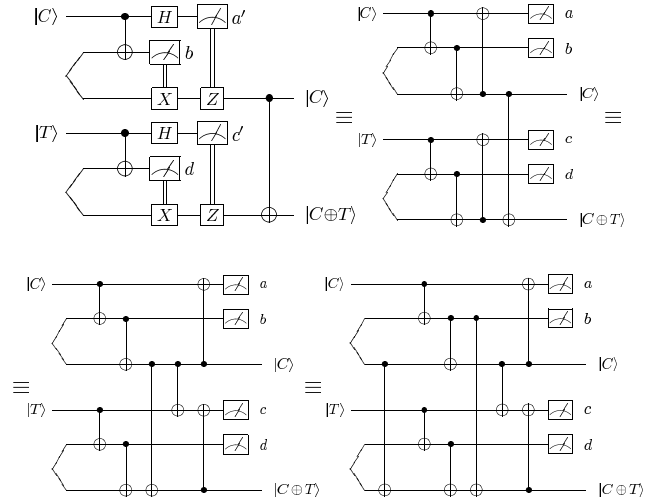 |C⟩ H a′
b
X Z |C⟩
|T⟩ H c′
d
X Z |C⊕T⟩
≡
|C⟩ a
b
|C⟩
|T⟩ c
d
|C⊕T⟩
≡
|C⟩ a
b
|C⟩
≡
|T⟩ c
d
|C⊕T⟩
|C⟩ a
b
|C⟩
≡
|T⟩ c
d
|C⊕T⟩